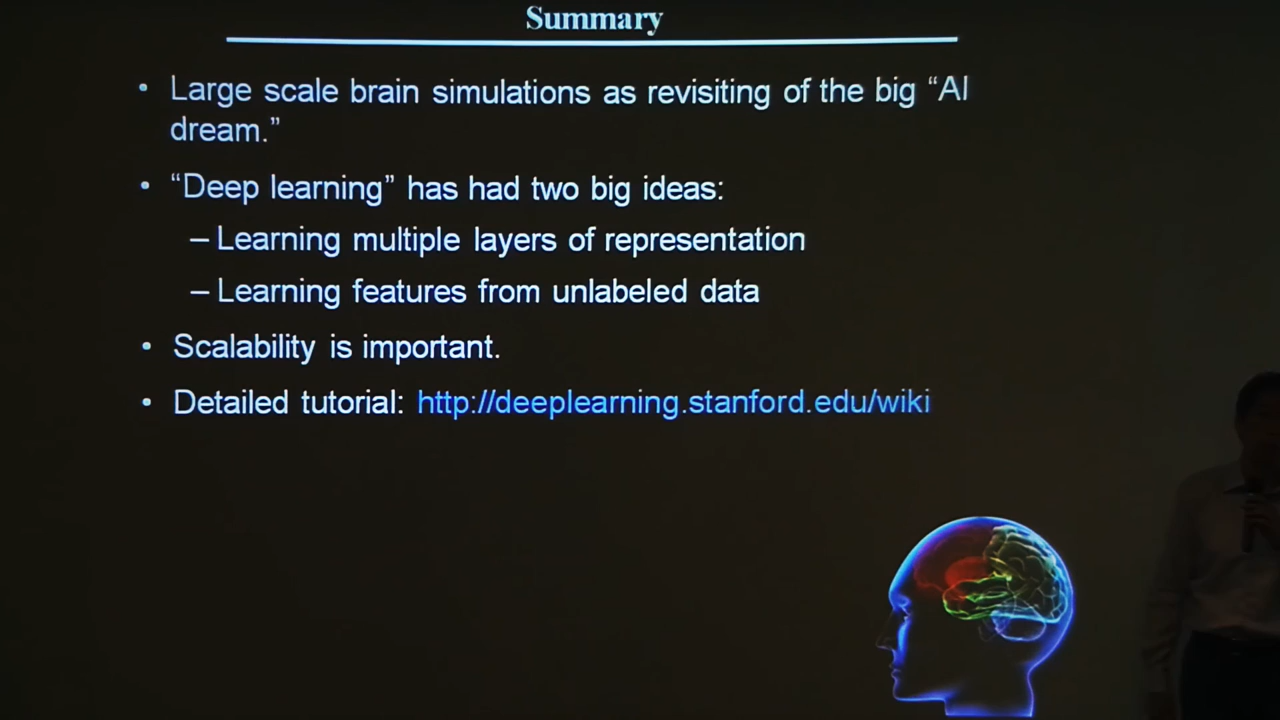 Summary
• Large scale brain simulations as revisiting of the big “AI
dream.”
• “Deep learning” has had two big ideas:
– Learning multiple layers of representation
– Learning features from unlabeled data
• Scalability is important.
• Detailed tutorial: http://deeplearning.stanford.edu/wiki